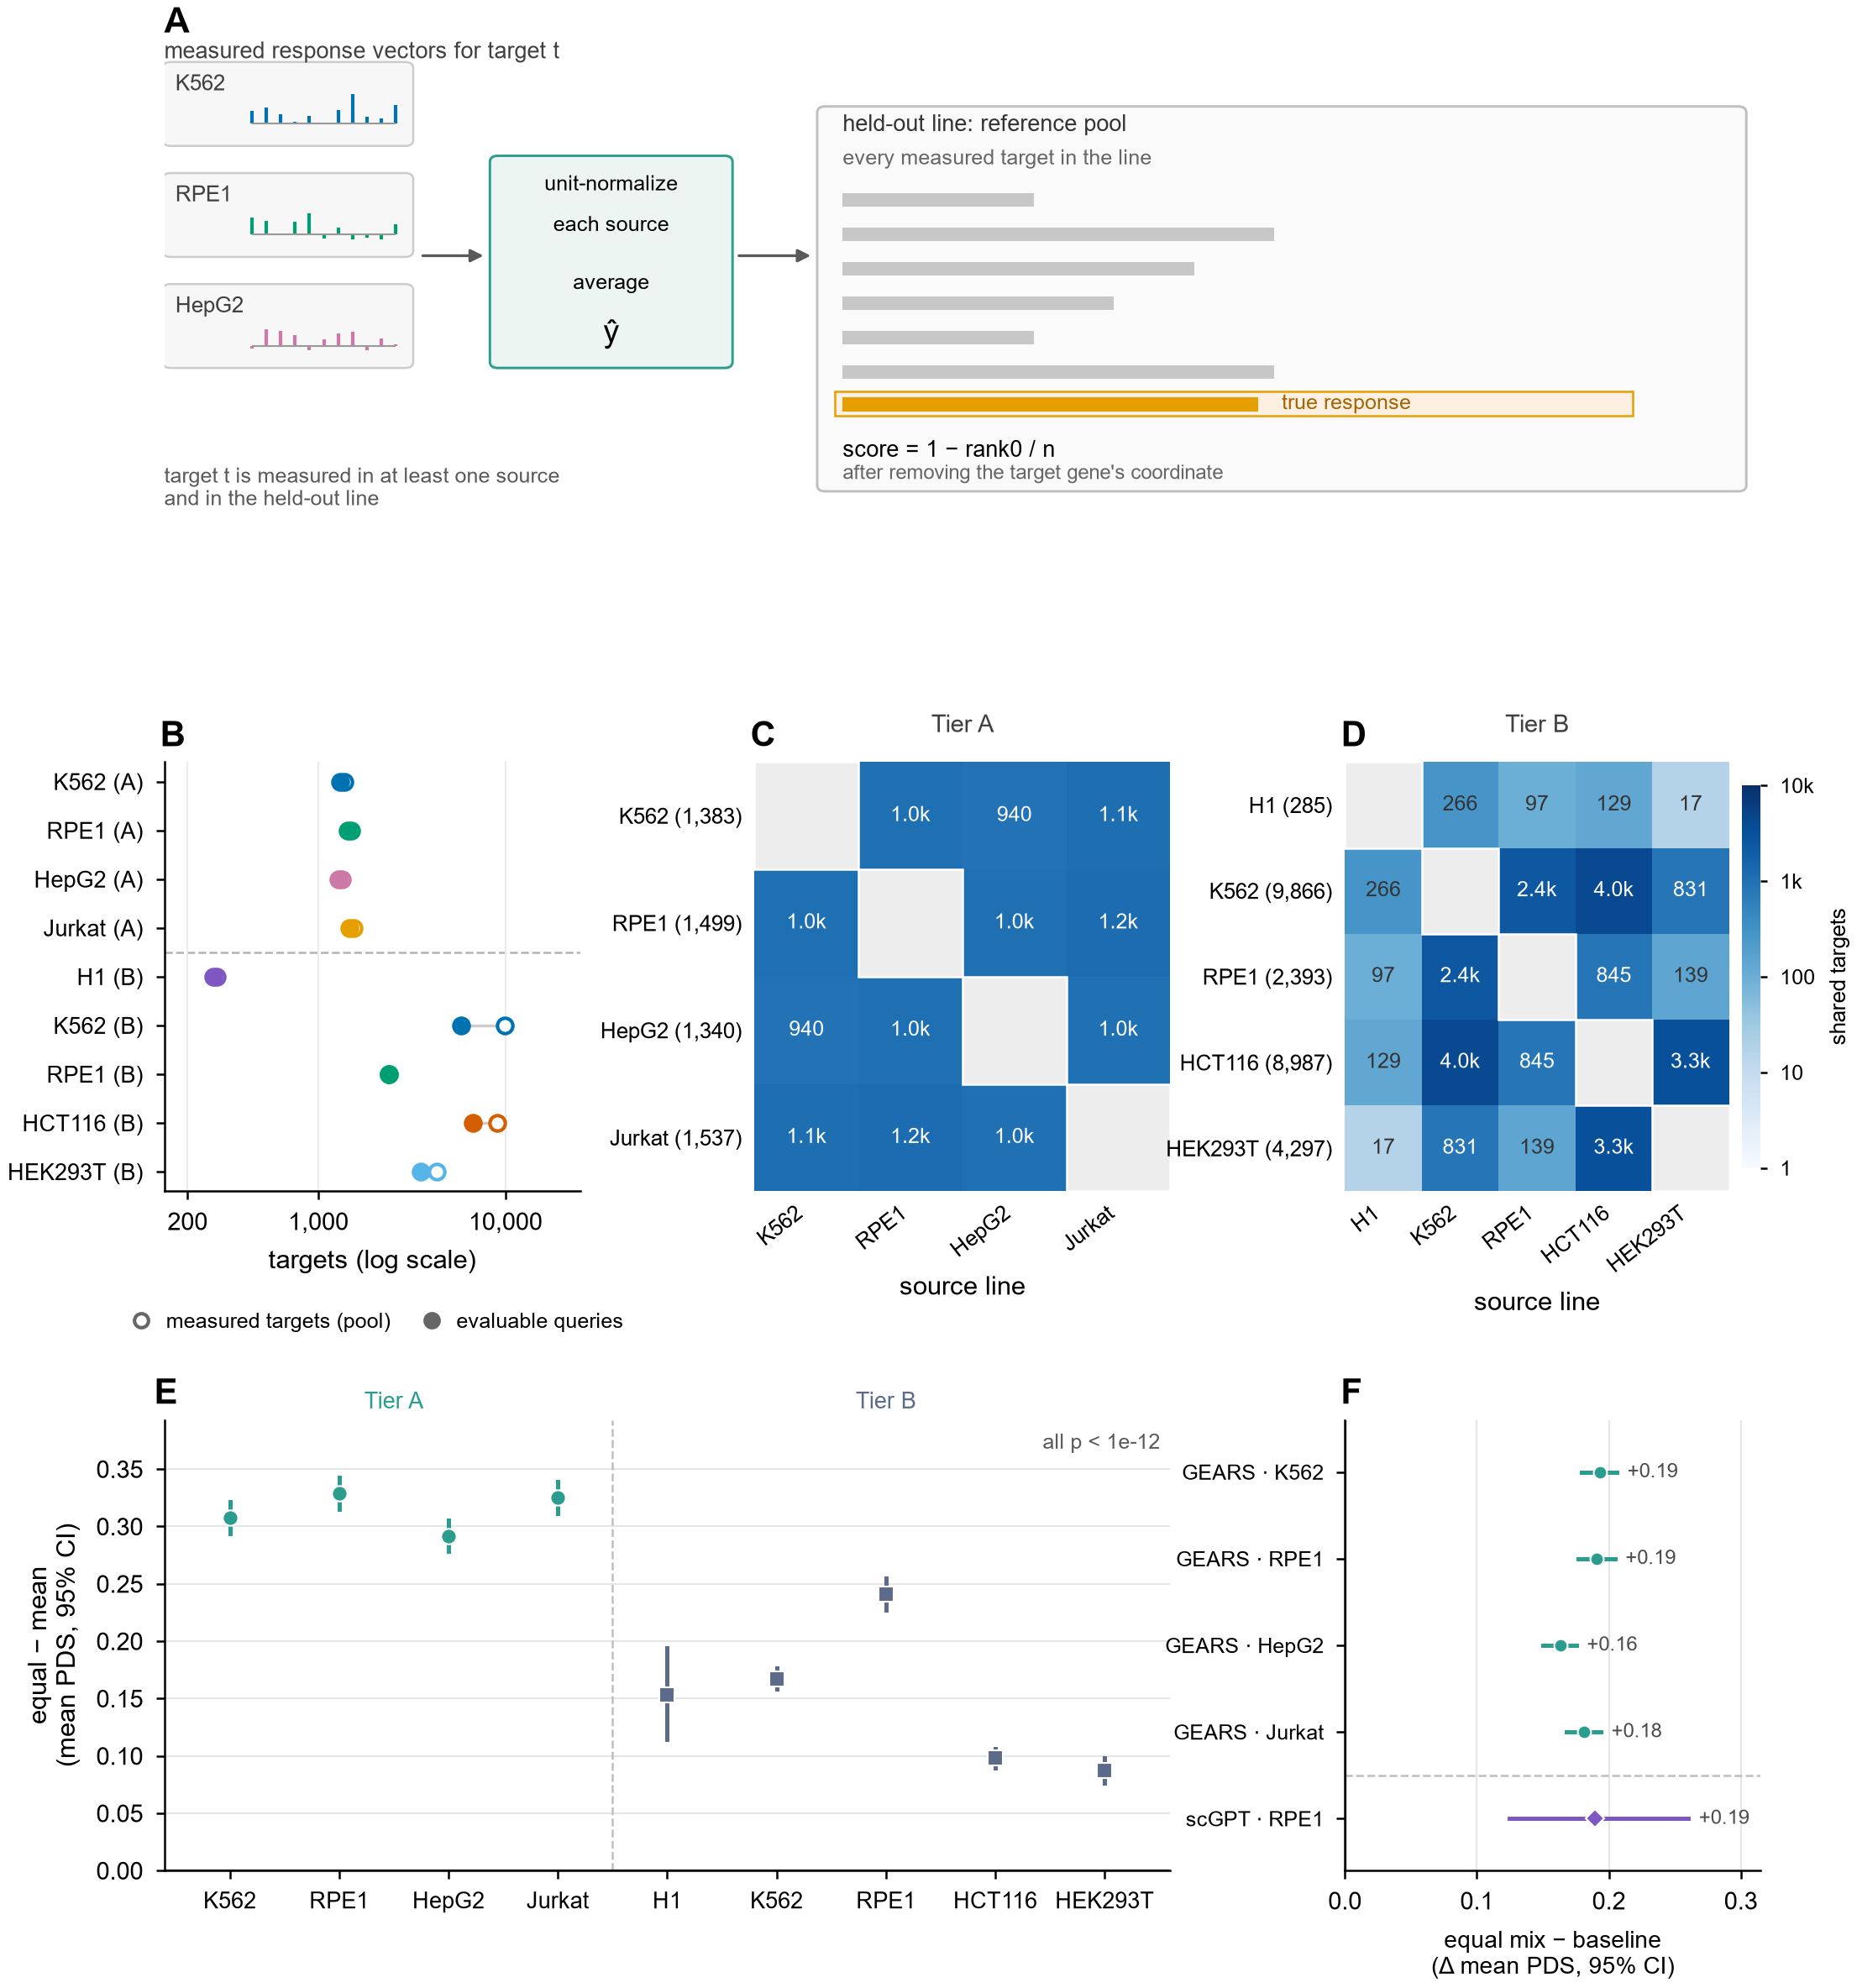 A
measured response vectors for target t
K562
RPE1
HepG2
unit-normalize
each source
average
ŷ
held-out line: reference pool
every measured target in the line
true response
score = 1 − rank0 / n
after removing the target gene's coordinate
target t is measured in at least one source
and in the held-out line
B
K562 (A)
RPE1 (A)
HepG2 (A)
Jurkat (A)
H1 (B)
K562 (B)
RPE1 (B)
HCT116 (B)
HEK293T (B)
200 1,000 10,000
targets (log scale)
measured targets (pool) evaluable queries
C
Tier A
K562 (1,383) 1.0k 940 1.1k
RPE1 (1,499) 1.0k 1.0k 1.2k
HepG2 (1,340) 940 1.0k 1.0k
Jurkat (1,537) 1.1k 1.2k 1.0k
K562 RPE1 HepG2 Jurkat
source line
D
Tier B
H1 (285) 266 97 129 17
K562 (9,866) 266 2.4k 4.0k 831
RPE1 (2,393) 97 2.4k 845 139
HCT116 (8,987) 129 4.0k 845 3.3k
HEK293T (4,297) 17 831 139 3.3k
H1 K562 RPE1 HCT116 HEK293T
source line
10k
1k
100
10
1
shared targets
E
Tier A Tier B
all p < 1e-12
0.35
0.30
0.25
0.20
0.15
0.10
0.05
0.00
equal − mean
(mean PDS, 95% CI)
K562 RPE1 HepG2 Jurkat H1 K562 RPE1 HCT116 HEK293T
F
GEARS · K562 +0.19
GEARS · RPE1 +0.19
GEARS · HepG2 +0.16
GEARS · Jurkat +0.18
scGPT · RPE1 +0.19
0.0 0.1 0.2 0.3
equal mix − baseline
(Δ mean PDS, 95% CI)